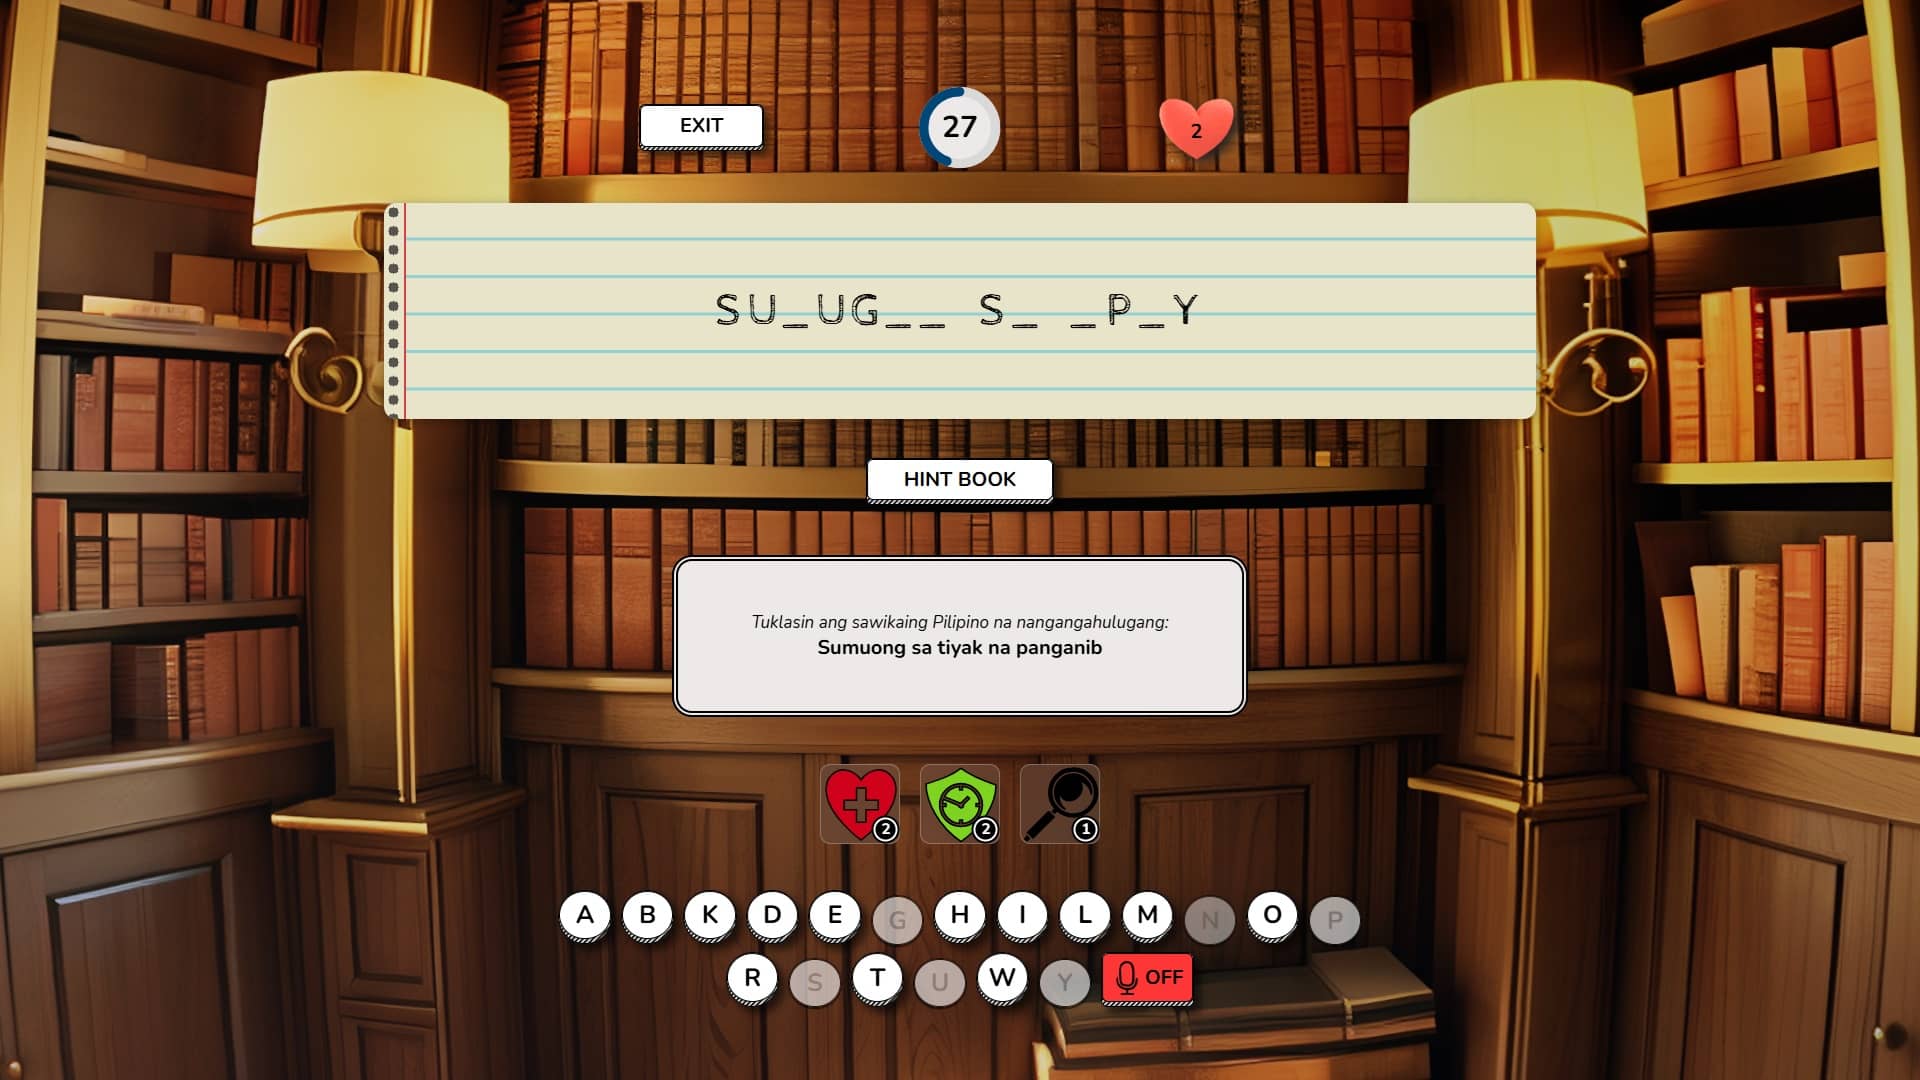 EXIT
27
2
SU_UG__ S_ _P_Y
HINT BOOK
Tuklasin ang sawikaing Pilipino na nangangahulugang:
Sumuong sa tiyak na panganib
2 2 1
A B K D E G H I L M N O P
R S T U W Y OFF